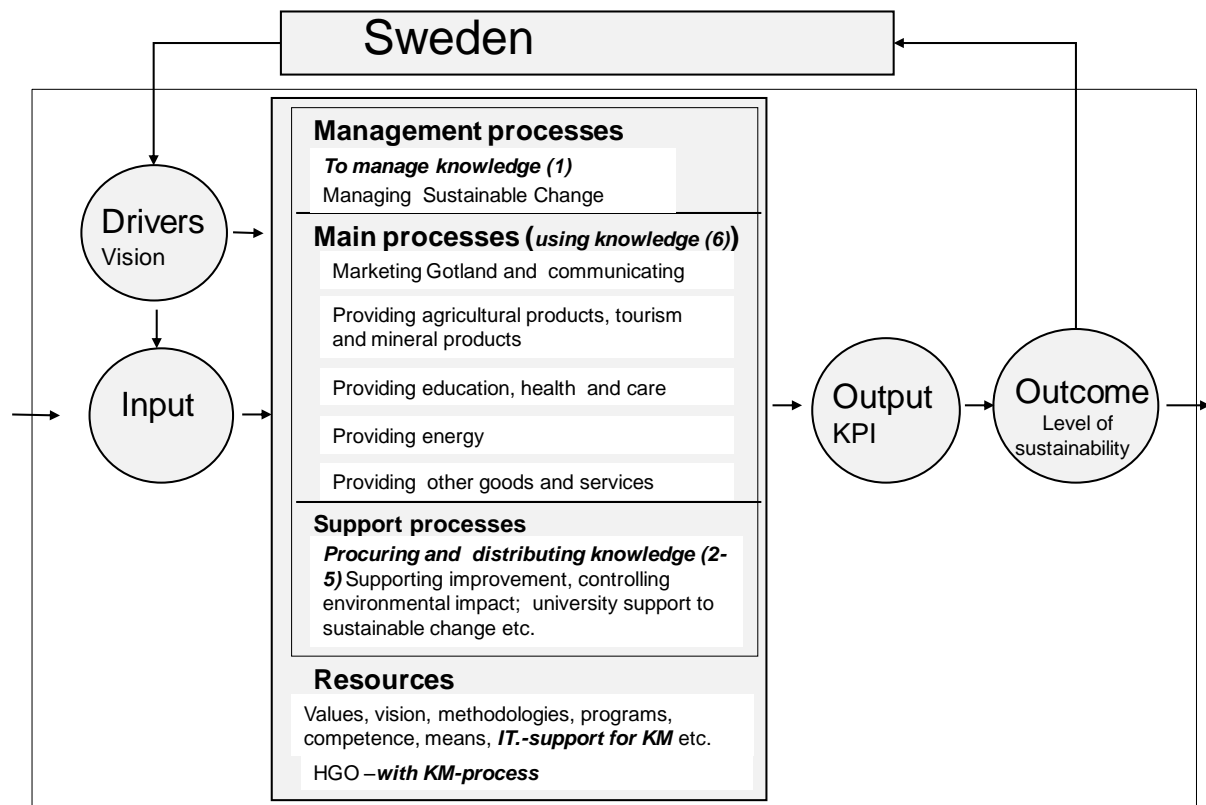 Sweden
Management processes
To manage knowledge (1)
Managing Sustainable Change
Drivers
Vision
Main processes (using knowledge (6))
Marketing Gotland and communicating
Providing agricultural products, tourism
and mineral products
Input
Providing education, health and care
Providing energy
Providing other goods and services
Output
KPI
Outcome
Level of
sustainability
Support processes
Procuring and distributing knowledge (2-
5) Supporting improvement, controlling
environmental impact; university support to
sustainable change etc.
Resources
Values, vision, methodologies, programs,
competence, means, IT.-support for KM etc.
HGO –with KM-process